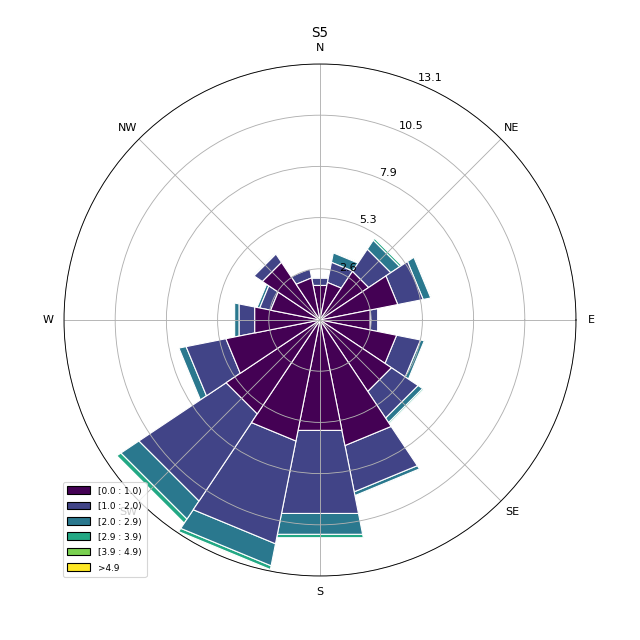 S5
N
13.1
NW
10.5
NE
7.9
5.3
2.6
W
E
[0.0 : 1.0)
[1.0 : 2.0)
SW
SE
[2.0 : 2.9)
[2.9 : 3.9)
[3.9 : 4.9)
>4.9
S